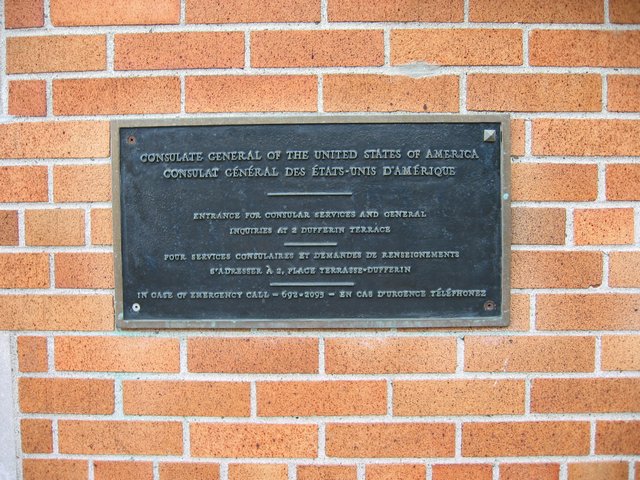 CONSULATE GENERAL OF THE UNITED STATES OF AMERICA
CONSULAT GÉNÉRAL DES ÉTATS-UNIS D'AMÉRIQUE
ENTRANCE FOR CONSULAR SERVICES AND GENERAL
INQUIRIES AT 2 DUFFERIN TERRACE
POUR SERVICES CONSULAIRES ET DEMANDES DE RENSEIGNEMENTS
S'ADRESSER À 2, PLACE TERRASSE-DUFFERIN
IN CASE OF EMERGENCY CALL - 692-2095 - EN CAS D'URGENCE TÉLÉPHONEZ